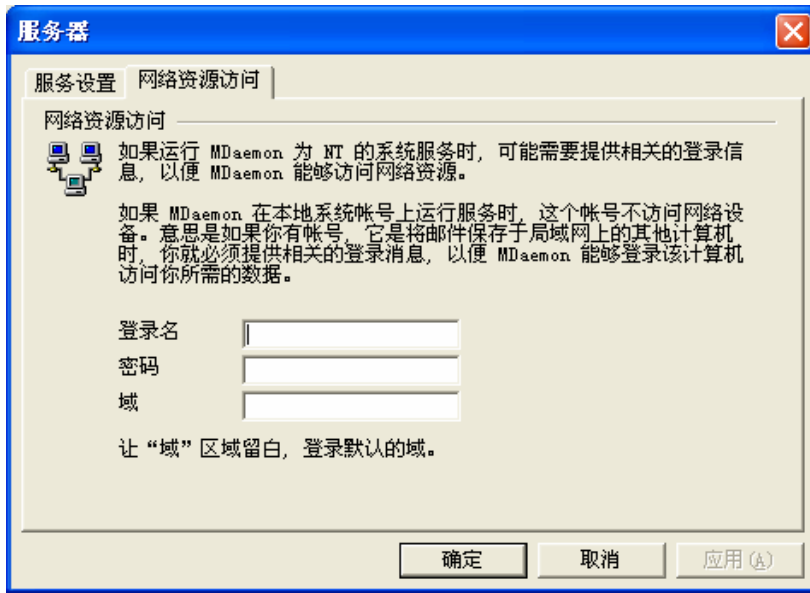 服务器
服务设置 网络资源访问
网络资源访问
如果运行 MDaemon 为 NT 的系统服务时，可能需要提供相关的登录信
息，以便 MDaemon 能够访问网络资源。
如果 MDaemon 在本地系统帐号上运行服务时，这个帐号不访问网络设
备。意思是如果你有帐号，它是将邮件保存于局域网上的其他计算机
时，你就必须提供相关的登录消息，以便 MDaemon 能够登录该计算机
访问你所需的数据。
登录名
密码
域
让“域”区域留白，登录默认的域。
确定 取消 应用(A)